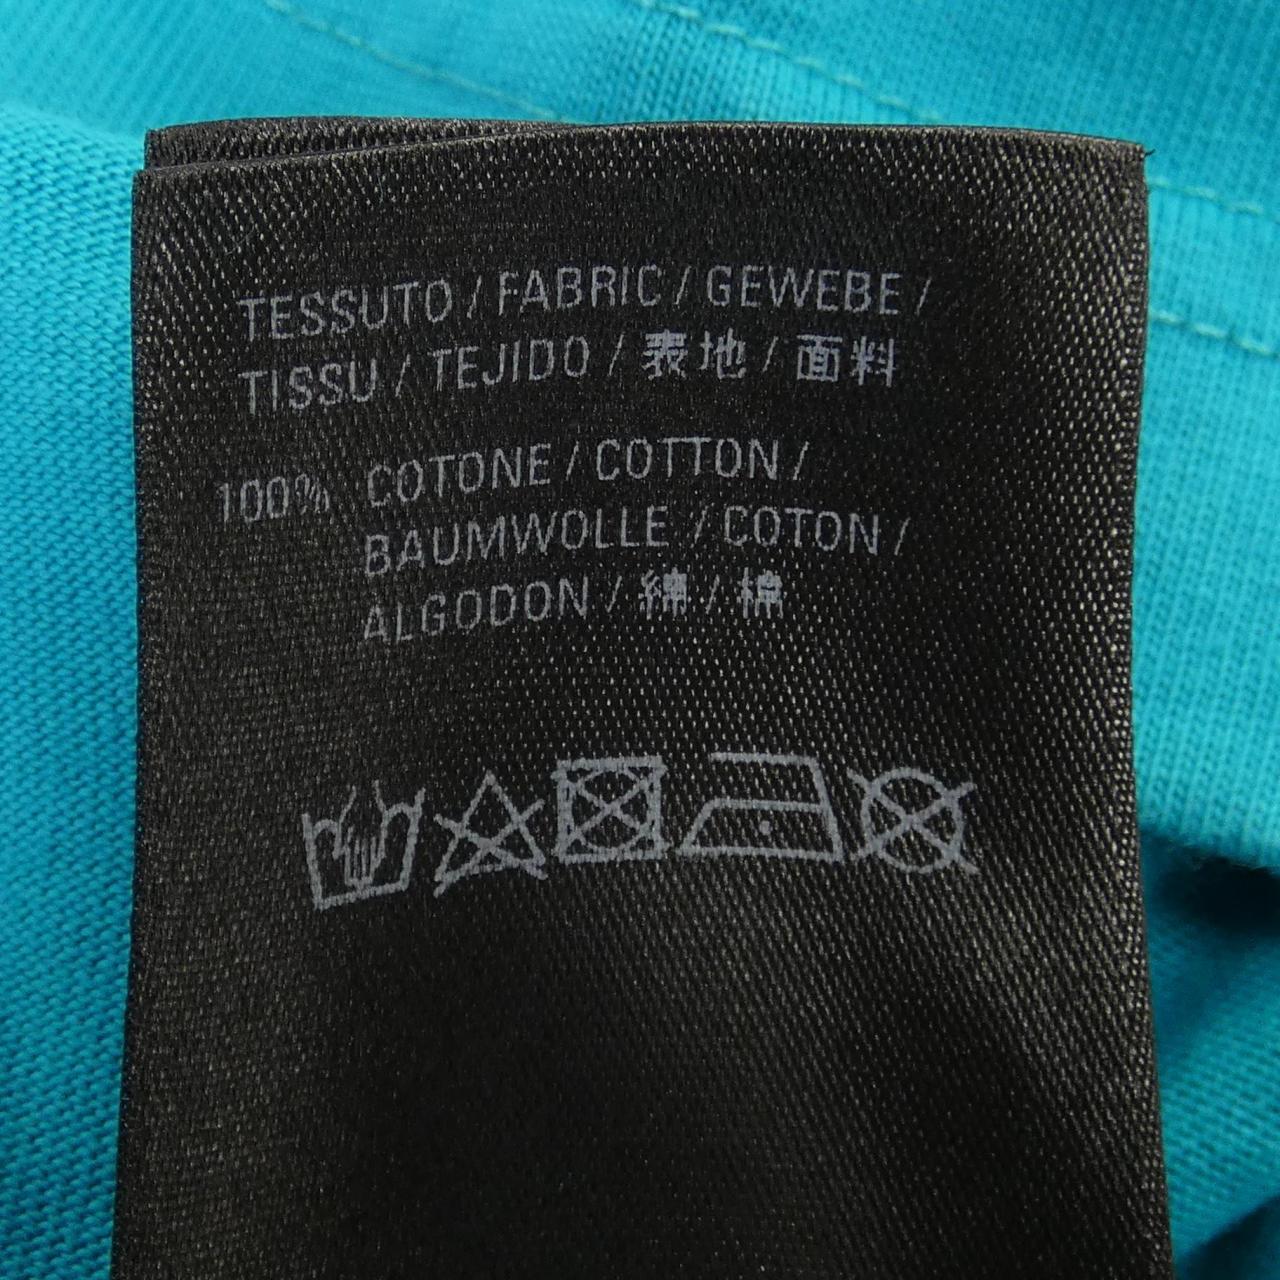 TESSUTO / FABRIC / GEWEBE /
TISSU / TEJIDO / 表地 / 面料
100% COTONE / COTTON /
BAUMWOLLE / COTON /
ALGODON / 綿 / 棉